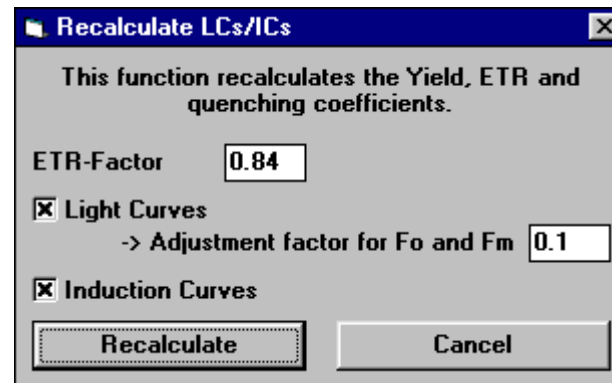 Recalculate LCs/ICs
This function recalculates the Yield, ETR and
quenching coefficients.
ETR-Factor 0.84
Light Curves
-> Adjustment factor for Fo and Fm 0.1
Induction Curves
Recalculate Cancel